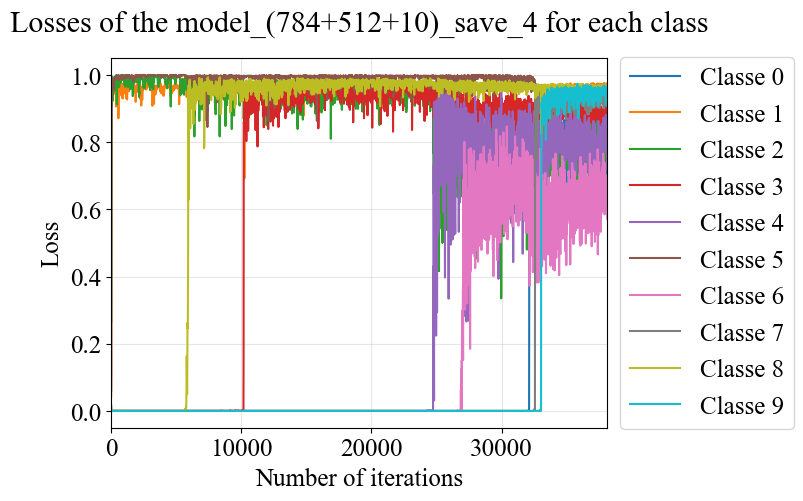 Losses of the model_(784+512+10)_save_4 for each class
Loss
1.0
0.8
0.6
0.4
0.2
0.0
0
10000
20000
30000
Number of iterations
Classe 0
Classe 1
Classe 2
Classe 3
Classe 4
Classe 5
Classe 6
Classe 7
Classe 8
Classe 9